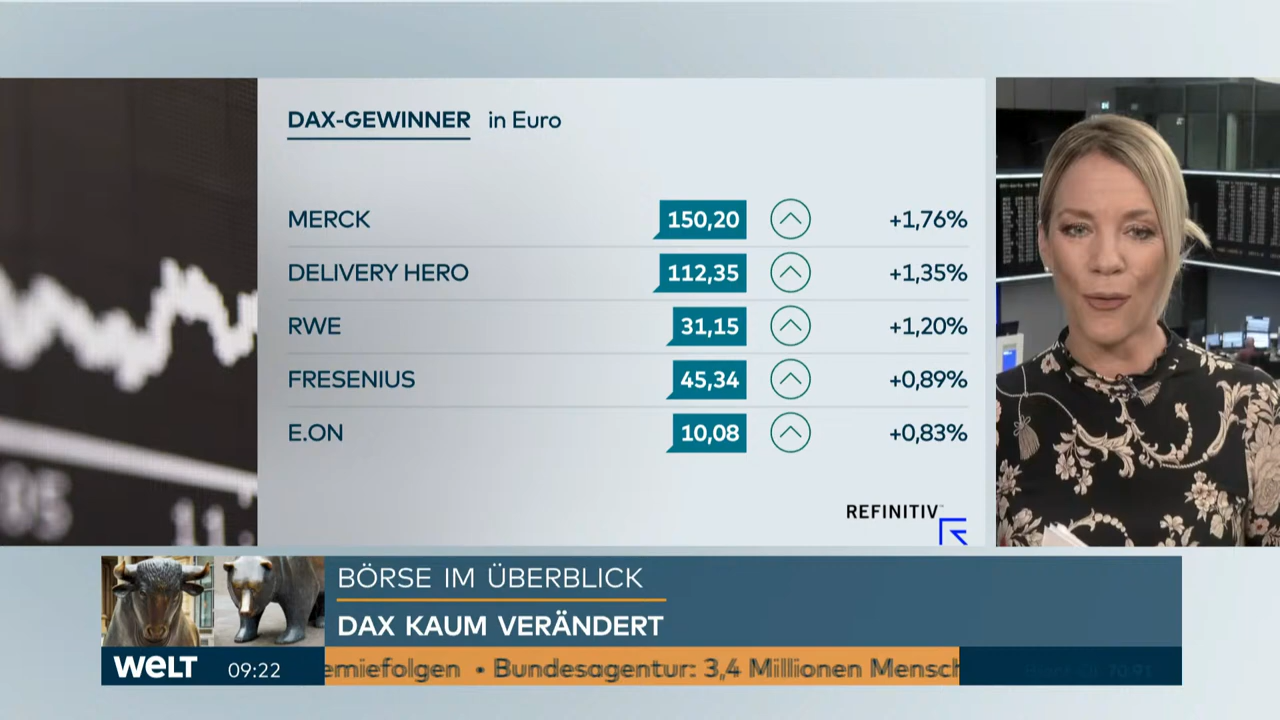 DAX-GEWINNER in Euro
MERCK 150,20 +1,76%
DELIVERY HERO 112,35 +1,35%
RWE 31,15 +1,20%
FRESENIUS 45,34 +0,89%
E.ON 10,08 +0,83%
REFINITIV
BÖRSE IM ÜBERBLICK
DAX KAUM VERÄNDERT
WELT 09:22 emiefolgen • Bundesagentur: 3,4 Millionen Mensch